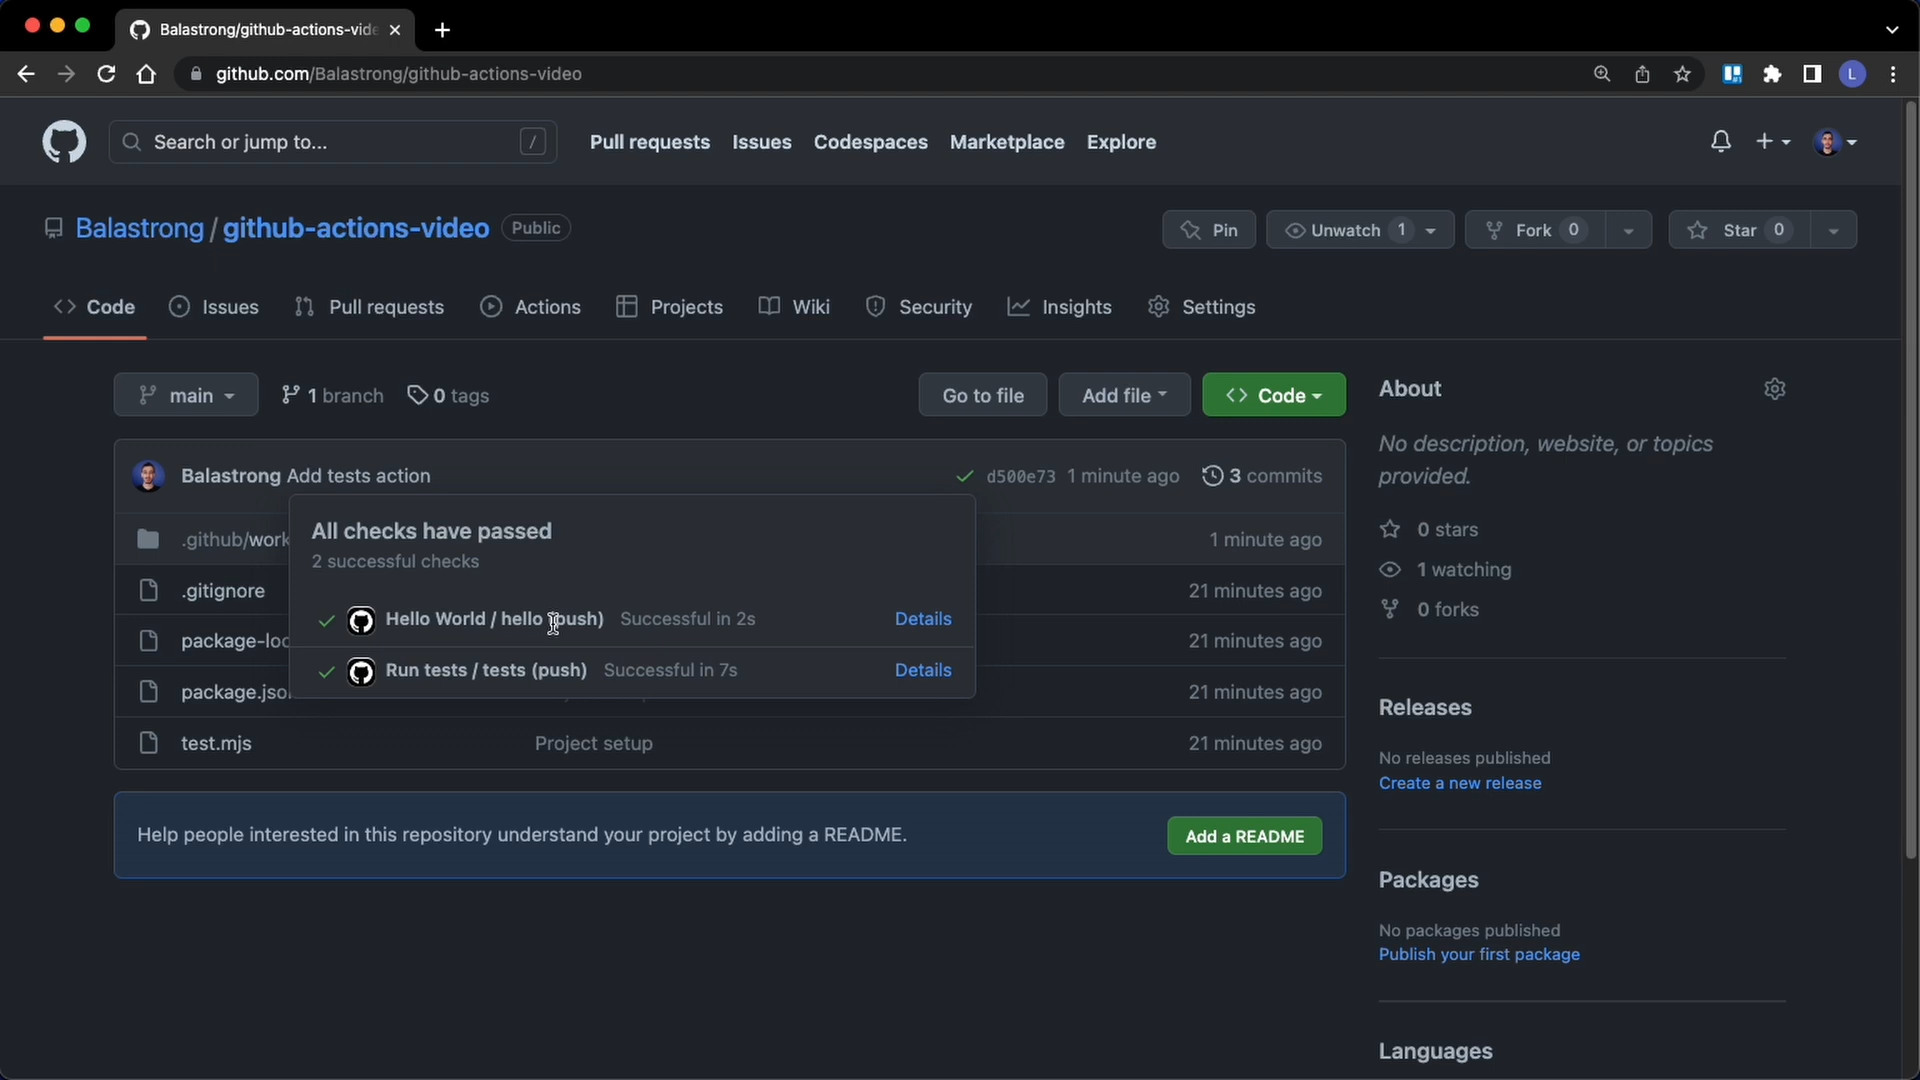 Balastrong/github-actions-vide
github.com/Balastrong/github-actions-video
L
Search or jump to... /
Pull requests Issues Codespaces Marketplace Explore
Balastrong / github-actions-video Public
Pin Unwatch 1 Fork 0 Star 0
Code Issues Pull requests Actions Projects Wiki Security Insights Settings
main 1 branch 0 tags Go to file Add file Code
Balastrong Add tests action d500e73 1 minute ago 3 commits
All checks have passed
2 successful checks
.github/work 1 minute ago
.gitignore 21 minutes ago
Hello World / hello push) Successful in 2s Details
package-loc 21 minutes ago
Run tests / tests (push) Successful in 7s Details
package.jso 21 minutes ago
test.mjs Project setup 21 minutes ago
Help people interested in this repository understand your project by adding a README. Add a README
About
No description, website, or topics
provided.
0 stars
1 watching
0 forks
Releases
No releases published
Create a new release
Packages
No packages published
Publish your first package
Languages